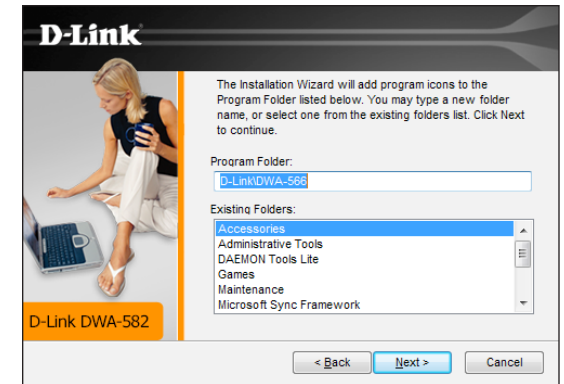 D-Link
The Installation Wizard will add program icons to the
Program Folder listed below. You may type a new folder
name, or select one from the existing folders list. Click Next
to continue.
Program Folder:
D-Link\DWA-566
Existing Folders:
Accessories
Administrative Tools
DAEMON Tools Lite
Games
Maintenance
Microsoft Sync Framework
D-Link DWA-582
< Back
Next >
Cancel